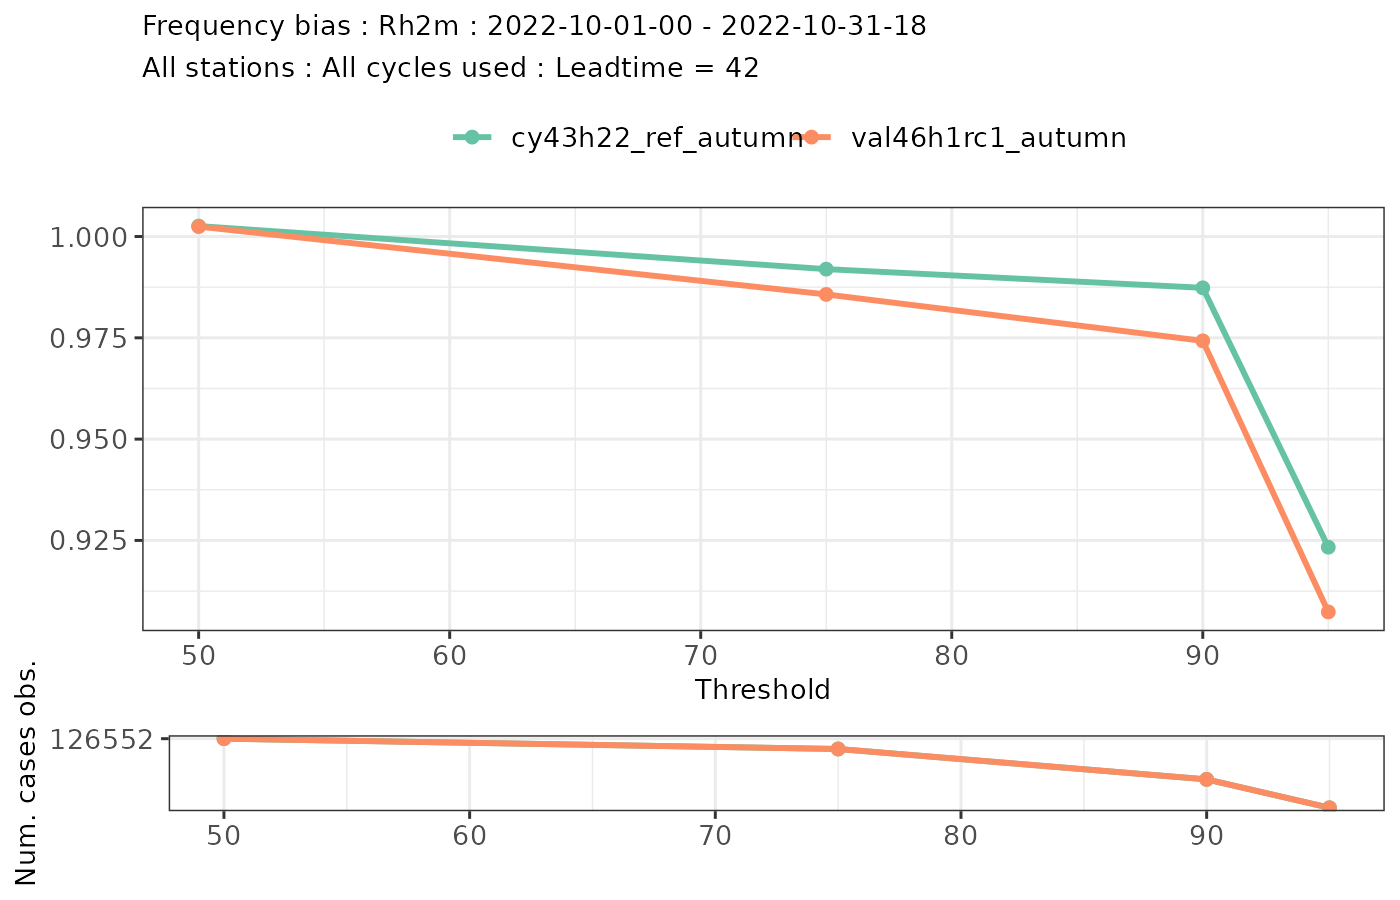 Frequency bias : Rh2m : 2022-10-01-00 - 2022-10-31-18
All stations : All cycles used : Leadtime = 42
cy43h22_ref_autumn val46h1rc1_autumn
1.000
0.975
0.950
0.925
50 60 70 80 90
Threshold
Num. cases obs.
126552
50 60 70 80 90